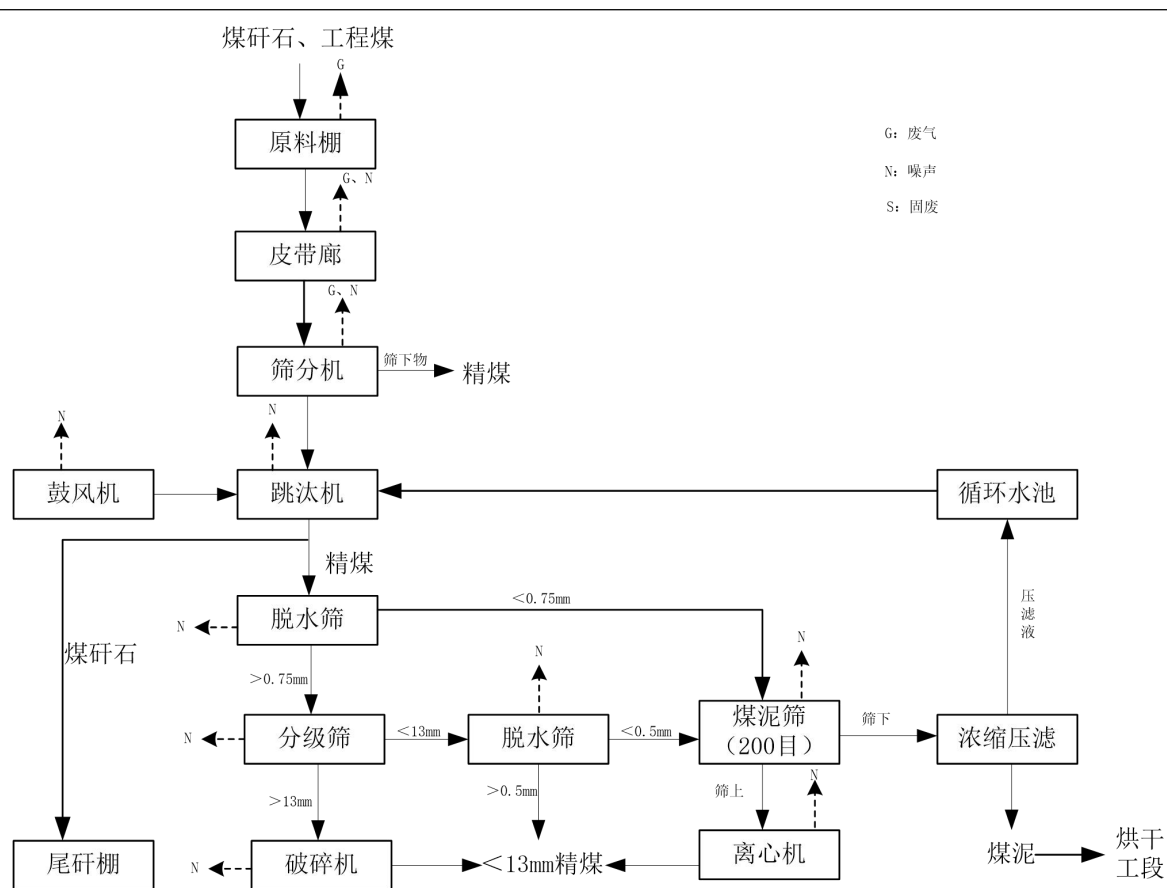 煤矸石、工程煤
G
原料棚
G：废气
N：噪声
S：固废
G、N
皮带廊
G、N
筛分机
筛下物
精煤
N
N
鼓风机
跳汰机
循环水池
精煤
脱水筛
N
<0.75mm
压滤液
煤矸石
>0.75mm
N
N
分级筛
N
<13mm
脱水筛
<0.5mm
煤泥筛
（200目）
筛下
浓缩压滤
>13mm
>0.5mm
筛上
N
尾矸棚
N
破碎机
<13mm精煤
离心机
煤泥
烘干
工段